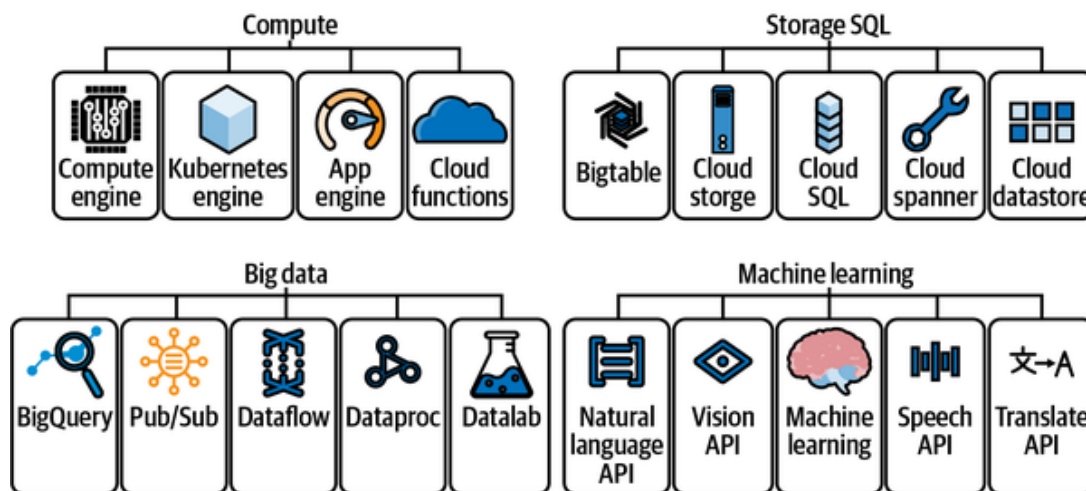 Compute
Compute
engine
Kubernetes
engine
App
engine
Cloud
functions
Storage SQL
Bigtable
Cloud
storge
Cloud
SQL
Cloud
spanner
Cloud
datastore
Big data
BigQuery
Pub/Sub
Dataflow
Dataproc
Datalab
Machine learning
Natural
language
API
Vision
API
Machine
learning
Speech
API
文→A
Translate
API